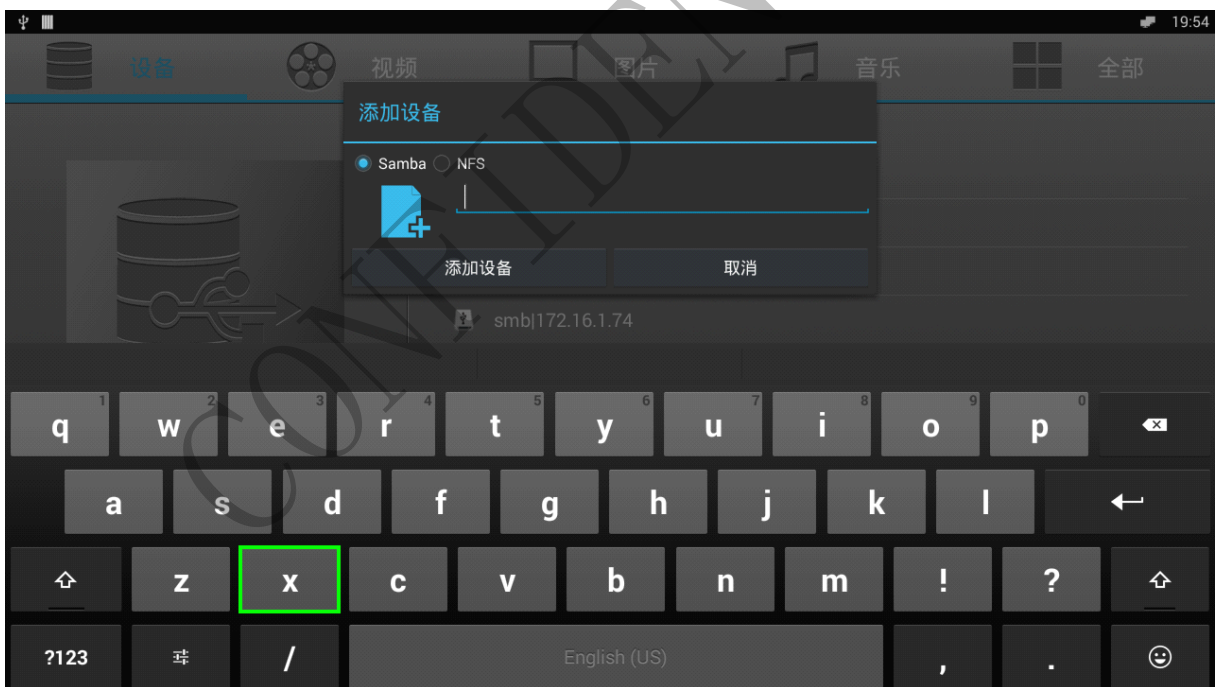 19:54
设备 视频 图片 音乐 全部
添加设备
Samba NFS
添加设备 取消
smb|172.16.1.74
1 2 3 4 5 6 7 8 9 0
q w e r t y u i o p
a s d f g h j k l
z x c v b n m ! ?
?123 / English (US) , .
CONFIDEN